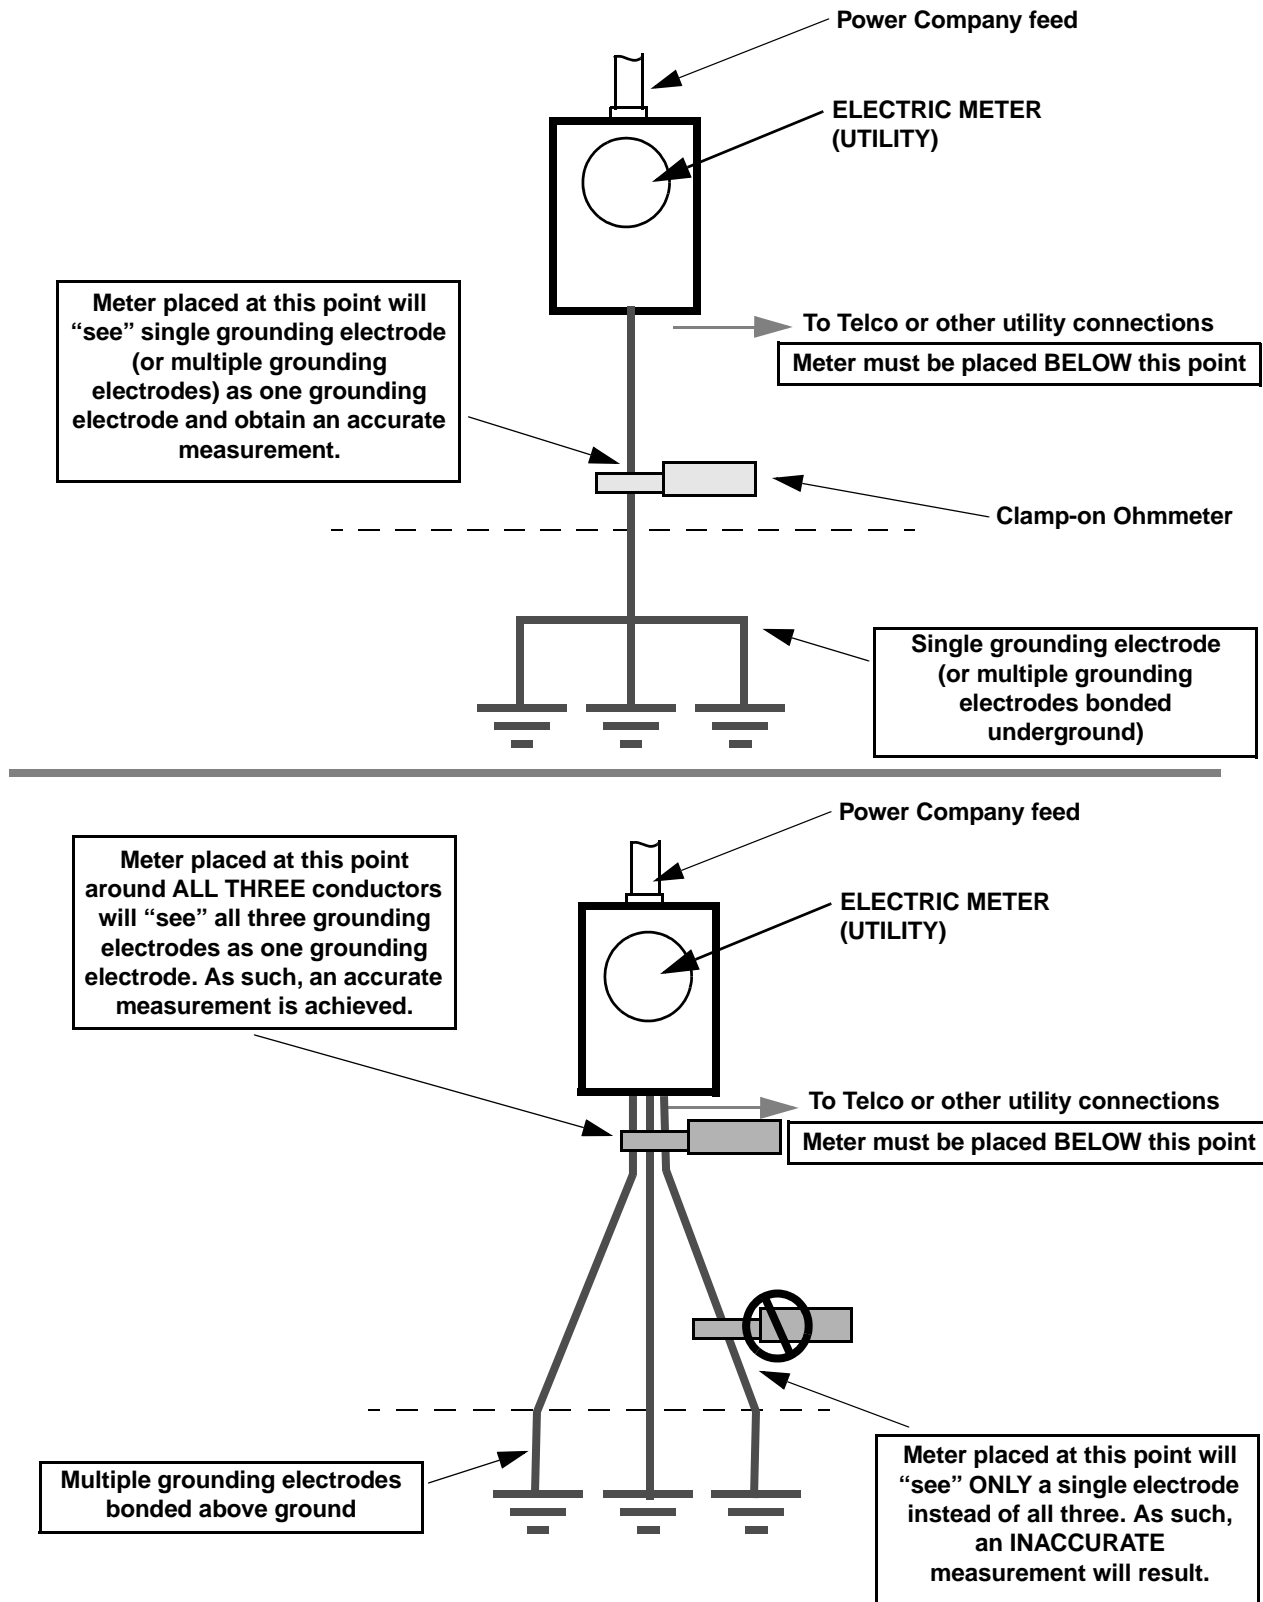 Power Company feed
ELECTRIC METER
(UTILITY)
Meter placed at this point will
“see” single grounding electrode
(or multiple grounding
electrodes) as one grounding
electrode and obtain an accurate
measurement.
To Telco or other utility connections
Meter must be placed BELOW this point
Clamp-on Ohmmeter
Single grounding electrode
(or multiple grounding
electrodes bonded
underground)
Power Company feed
Meter placed at this point
around ALL THREE conductors
will “see” all three grounding
electrodes as one grounding
electrode. As such, an accurate
measurement is achieved.
ELECTRIC METER
(UTILITY)
To Telco or other utility connections
Meter must be placed BELOW this point
Multiple grounding electrodes
bonded above ground
Meter placed at this point will
“see” ONLY a single electrode
instead of all three. As such,
an INACCURATE
measurement will result.